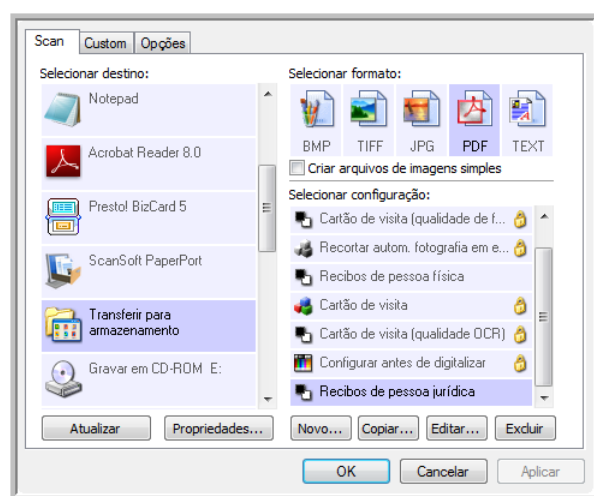 Scan Custom Opções
Selecionar destino:
Notepad
Acrobat Reader 8.0
Presto! BizCard 5
ScanSoft PaperPort
Transferir para
armazenamento
Gravar em CD-ROM E:
Atualizar Propriedades...
Selecionar formato:
BMP TIFF JPG PDF TEXT
Criar arquivos de imagens simples
Selecionar configuração:
Cartão de visita (qualidade de f...
Recortar autom. fotografia em e...
Recibos de pessoa física
Cartão de visita
Cartão de visita (qualidade OCR)
Configurar antes de digitalizar
Recibos de pessoa jurídica
Novo... Copiar... Editar... Excluir
OK Cancelar Aplicar